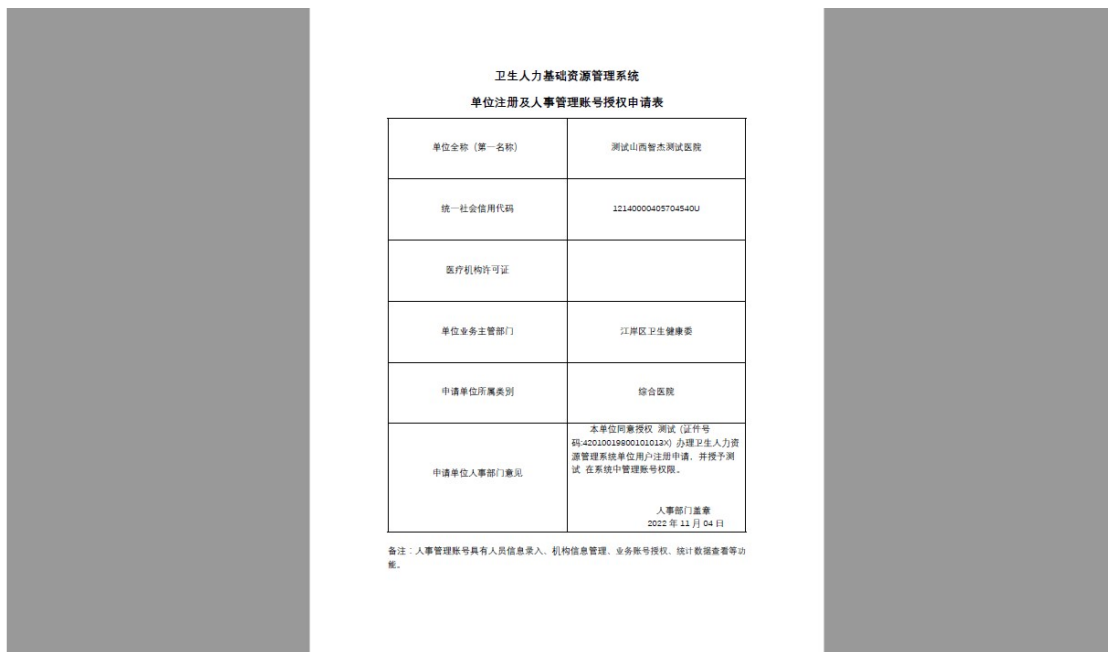 卫生人力基础资源管理系统
单位注册及人事管理账号授权申请表
单位全称（第一名称）
测试山西智杰测试医院
统一社会信用代码
12140000405704540U
医疗机构许可证
单位业务主管部门
江岸区卫生健康委
申请单位所属类别
综合医院
申请单位人事部门意见
本单位同意授权 测试 (证件号
码:42010019800101013X) 办理卫生人力资
源管理系统单位用户注册申请，并授予测
试 在系统中管理账号权限。
人事部门盖章
2022 年 11 月 04 日
备注：人事管理账号具有人员信息录入、机构信息管理、业务账号授权、统计数据查看等功
能。